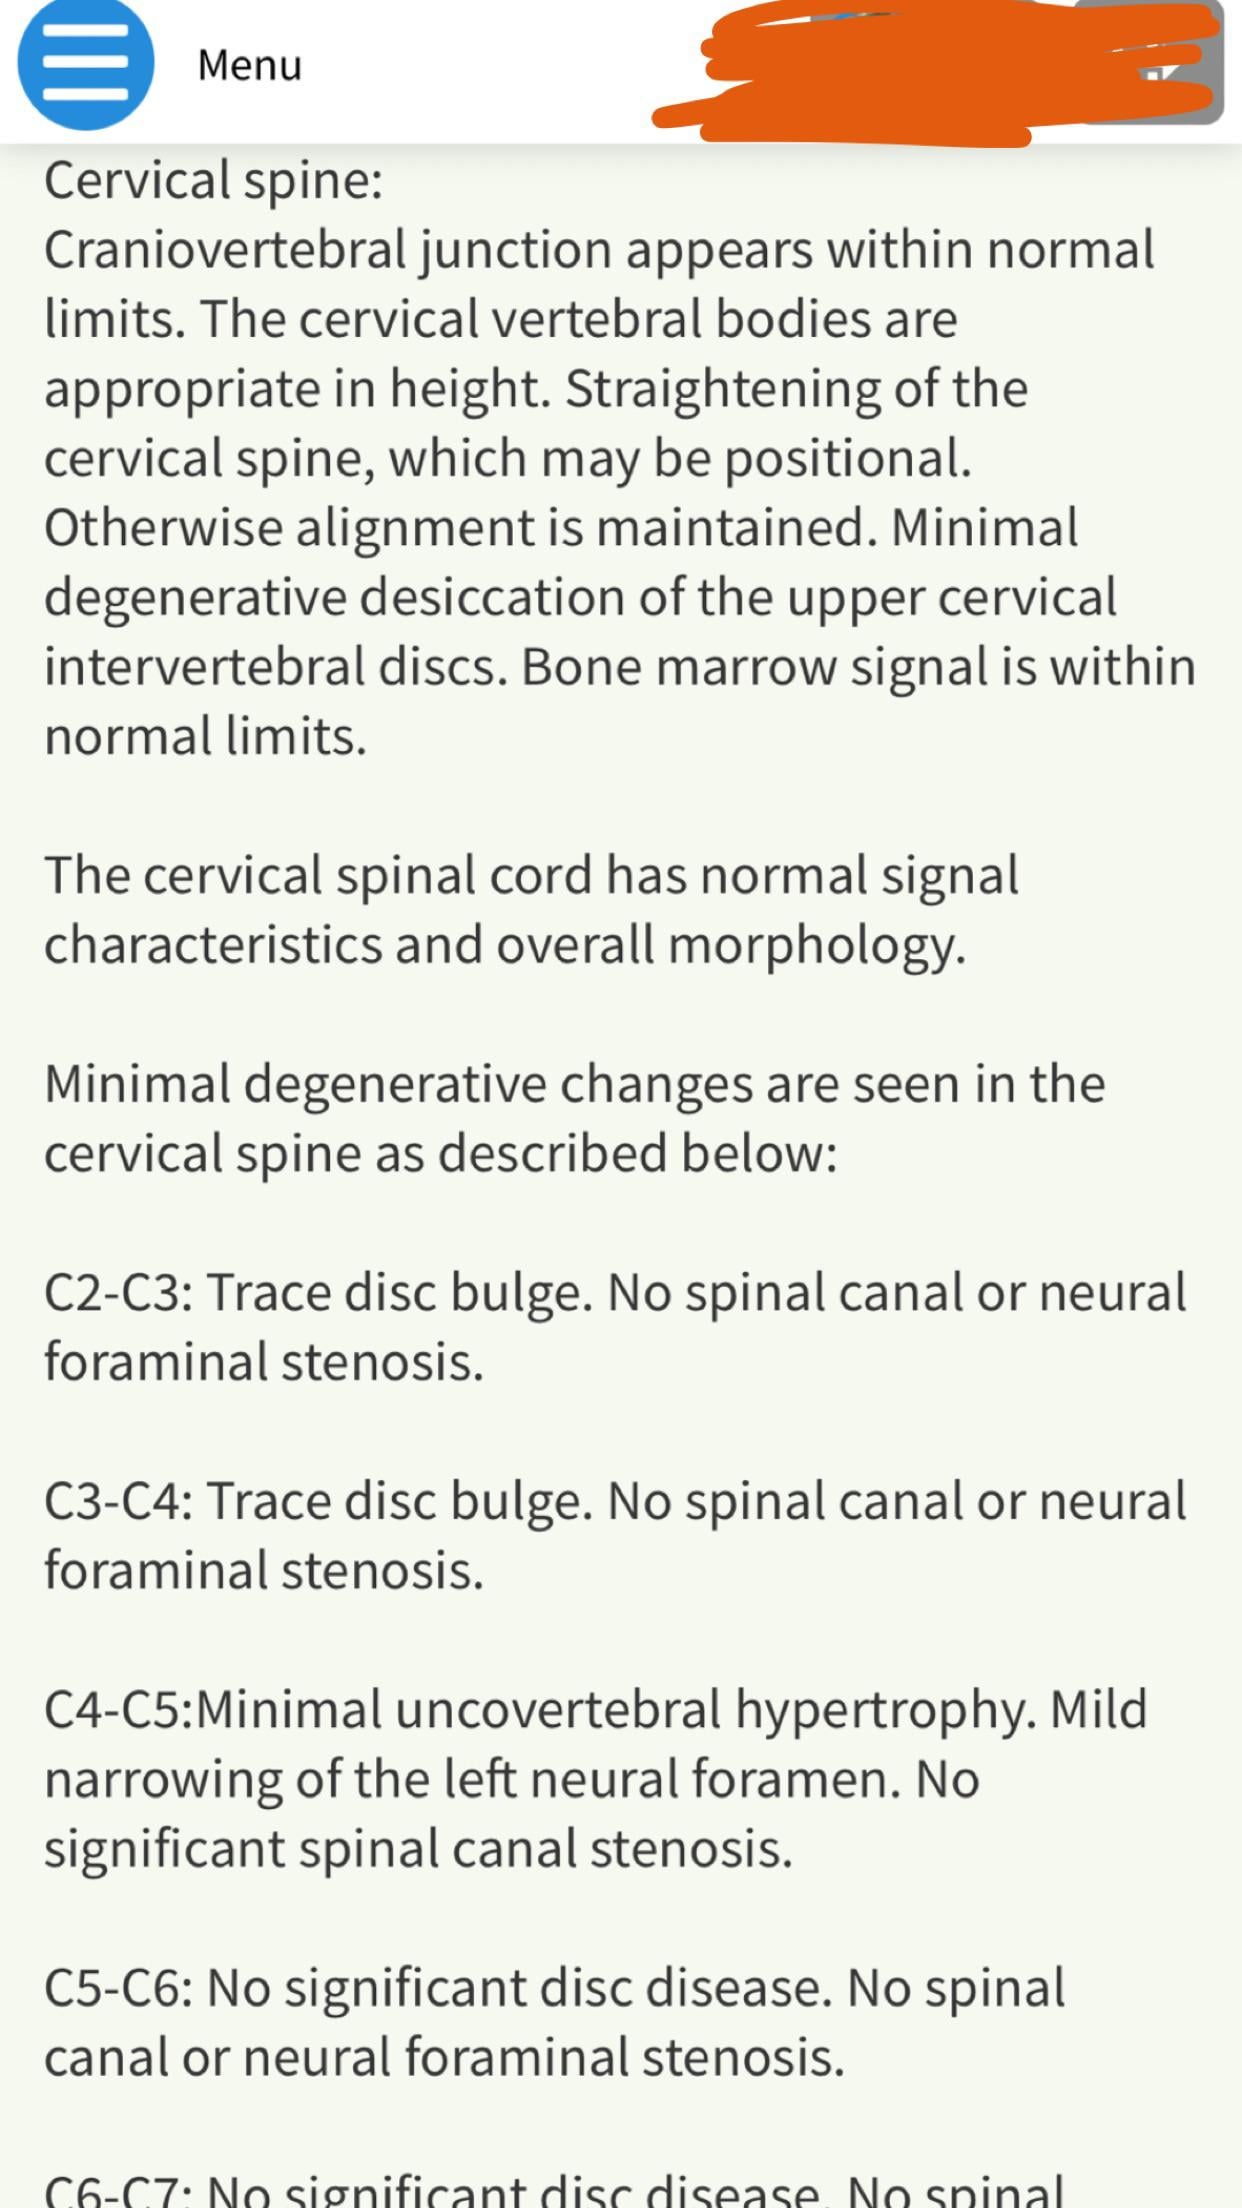 Menu
Cervical spine:
Craniovertebral junction appears within normal
limits. The cervical vertebral bodies are
appropriate in height. Straightening of the
cervical spine, which may be positional.
Otherwise alignment is maintained. Minimal
degenerative desiccation of the upper cervical
intervertebral discs. Bone marrow signal is within
normal limits.
The cervical spinal cord has normal signal
characteristics and overall morphology.
Minimal degenerative changes are seen in the
cervical spine as described below:
C2-C3: Trace disc bulge. No spinal canal or neural
foraminal stenosis.
C3-C4: Trace disc bulge. No spinal canal or neural
foraminal stenosis.
C4-C5:Minimal uncovertebral hypertrophy. Mild
narrowing of the left neural foramen. No
significant spinal canal stenosis.
C5-C6: No significant disc disease. No spinal
canal or neural foraminal stenosis.
C6-C7: No significant disc disease. No spinal